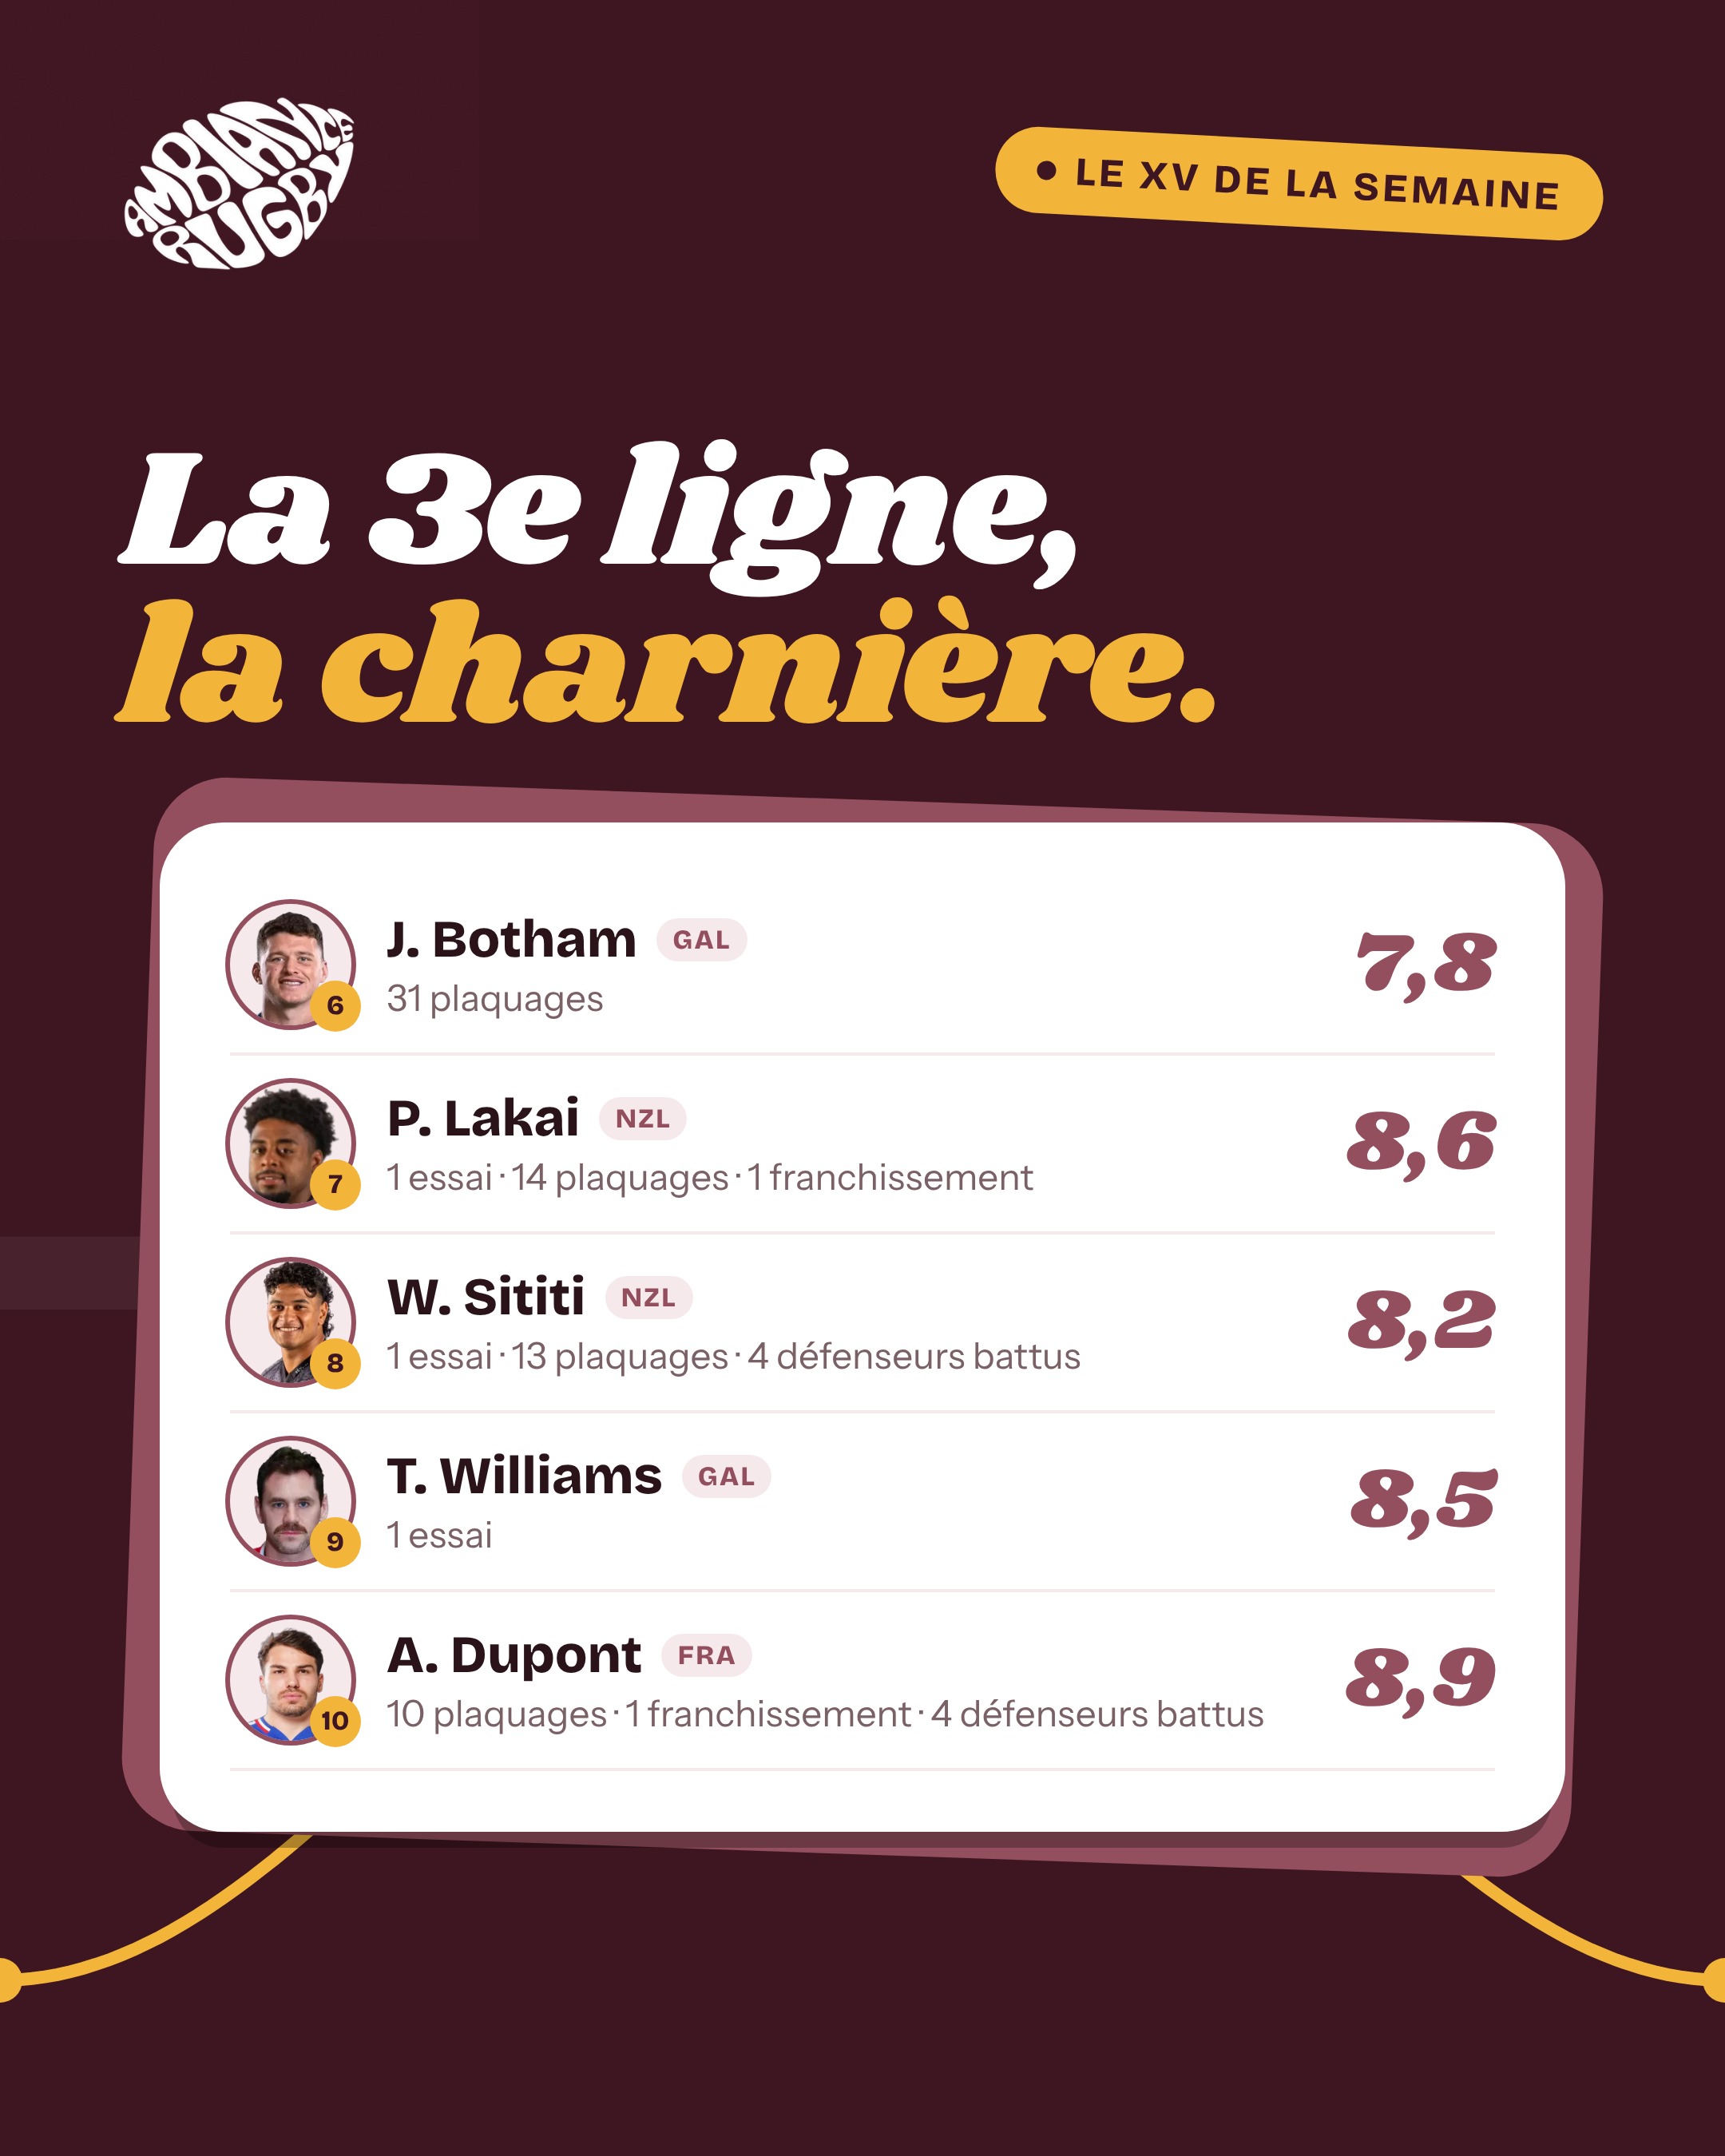 AMBIANCE
RUGBY
• LE XV DE LA SEMAINE
La 3e ligne,
la charnière.
J. Botham GAL
31 plaquages
6
7,8
P. Lakai NZL
1 essai · 14 plaquages · 1 franchissement
7
8,6
W. Sititi NZL
1 essai · 13 plaquages · 4 défenseurs battus
8
8,2
T. Williams GAL
1 essai
9
8,5
A. Dupont FRA
10 plaquages · 1 franchissement · 4 défenseurs battus
10
8,9